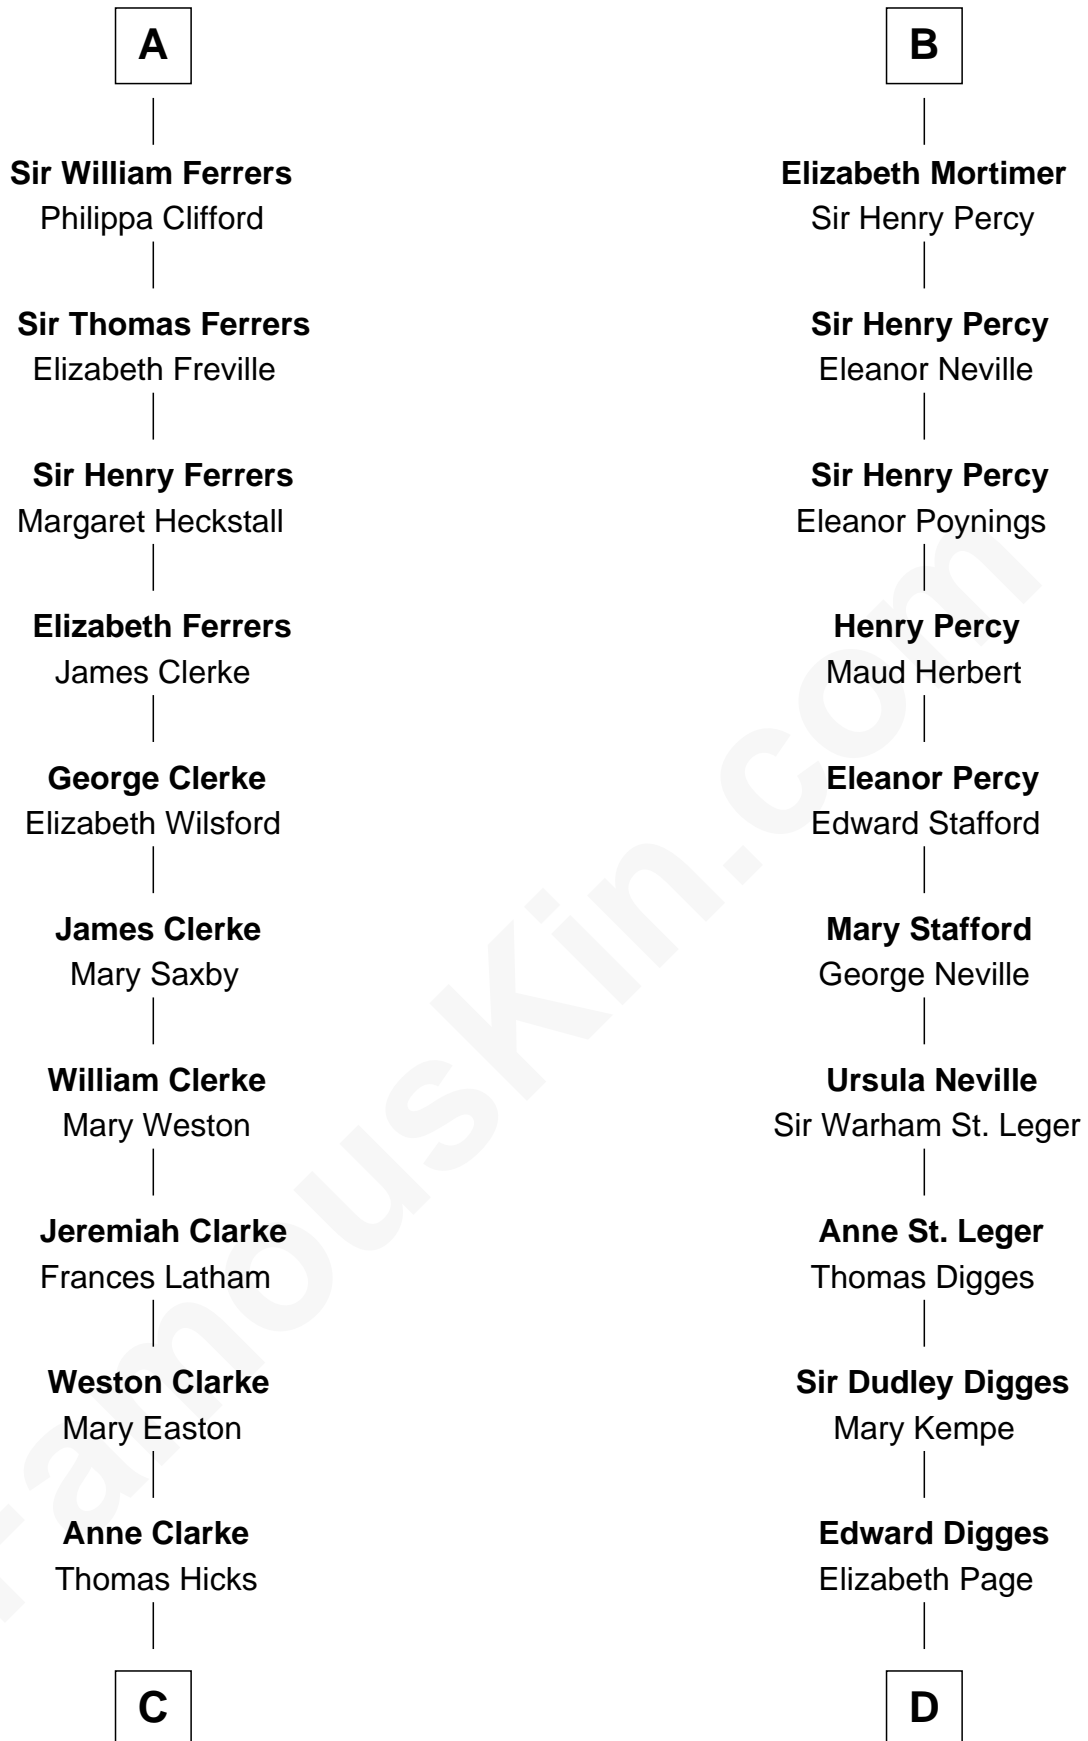 A
Sir William Ferrers
Philippa Clifford
Sir Thomas Ferrers
Elizabeth Freville
Sir Henry Ferrers
Margaret Heckstall
Elizabeth Ferrers
James Clerke
George Clerke
Elizabeth Wilsford
James Clerke
Mary Saxby
William Clerke
Mary Weston
Jeremiah Clarke
Frances Latham
Weston Clarke
Mary Easton
Anne Clarke
Thomas Hicks
C
B
Elizabeth Mortimer
Sir Henry Percy
Sir Henry Percy
Eleanor Neville
Sir Henry Percy
Eleanor Poynings
Henry Percy
Maud Herbert
Eleanor Percy
Edward Stafford
Mary Stafford
George Neville
Ursula Neville
Sir Warham St. Leger
Anne St. Leger
Thomas Digges
Sir Dudley Digges
Mary Kempe
Edward Digges
Elizabeth Page
D
FamousKin.com